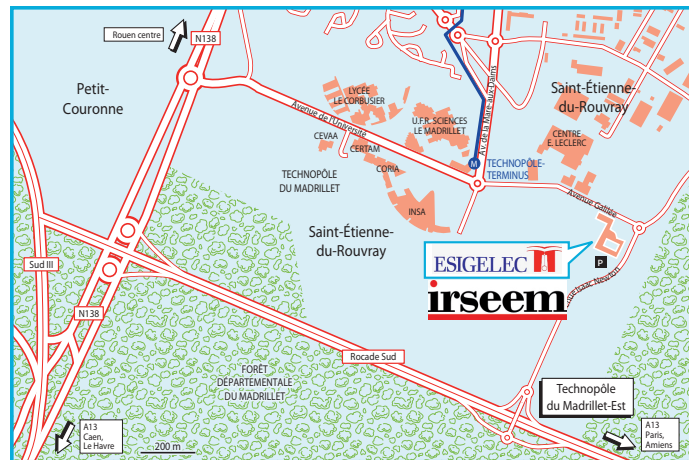 Rouen centre
N138
Petit-
Couronne
LYCÉE
LE CORBUSIER
Avenue de l'Université
CEVAA
CERTAM
CORIA
U.F.R. SCIENCES
LE MADRILLET
Av. de la Mare-aux-Daims
Saint-Étienne-
du-Rouvray
CENTRE
E. LECLERC
M
TECHNOPÔLE-
TERMINUS
TECHNOPÔLE
DU MADRILLET
INSA
Avenue Galilée
Saint-Étienne-
du-Rouvray
ESIGELEC
irseem
P
Isaac Newton
Sud III
N138
Rocade Sud
FORÊT
DÉPARTEMENTALE
DU MADRILLET
Technopôle
du Madrillet-Est
A13
Caen,
Le Havre
200 m
A13
Paris,
Amiens